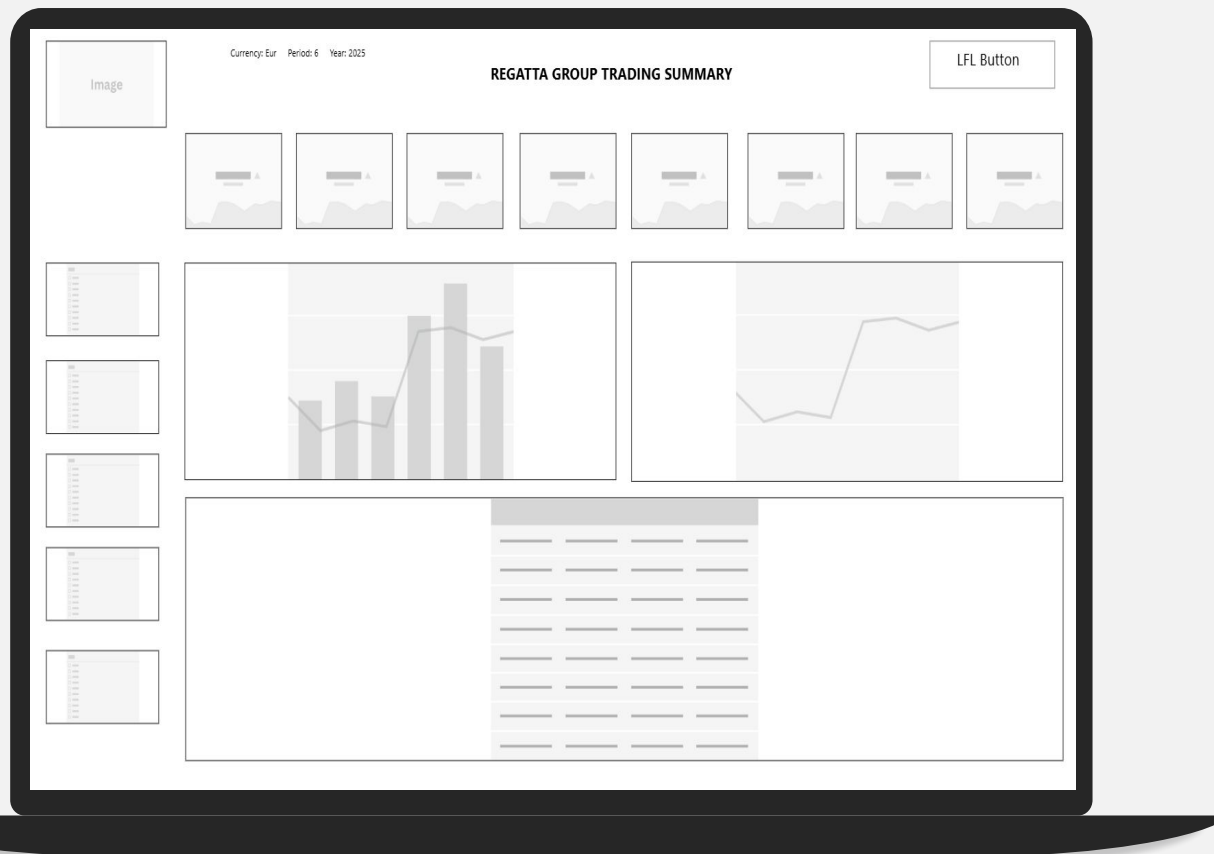 Currency: Eur Period: 6 Year: 2025
REGATTA GROUP TRADING SUMMARY
LFL Button
Image